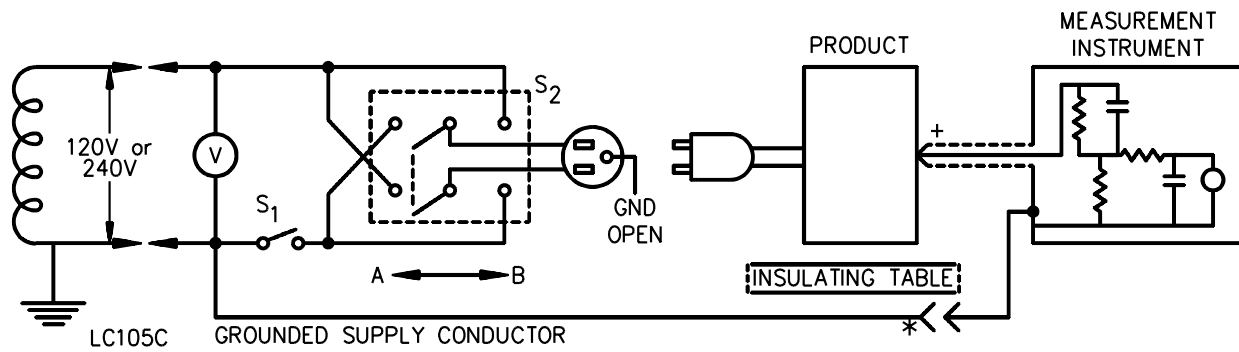 MEASUREMENT
INSTRUMENT
PRODUCT
S2
+
120V or
240V
V
S1
GND
OPEN
A
B
INSULATING TABLE
*
LC105C
GROUNDED SUPPLY CONDUCTOR